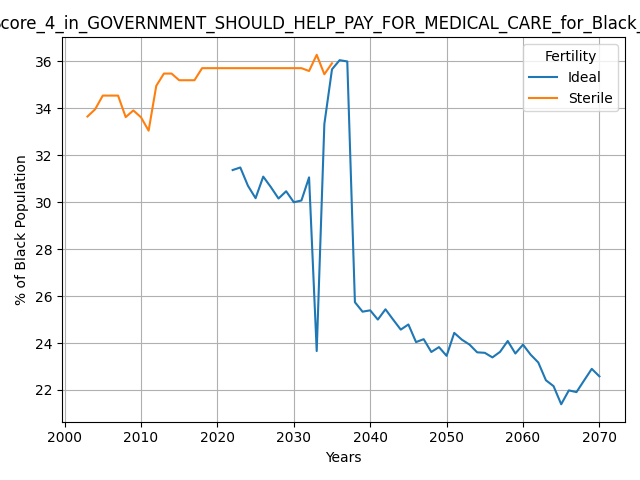 core_4_in_GOVERNMENT_SHOULD_HELP_PAY_FOR_MEDICAL_CARE_for_Black_
Fertility
Ideal
Sterile
% of Black Population
36
34
32
30
28
26
24
22
2000 2010 2020 2030 2040 2050 2060 2070
Years